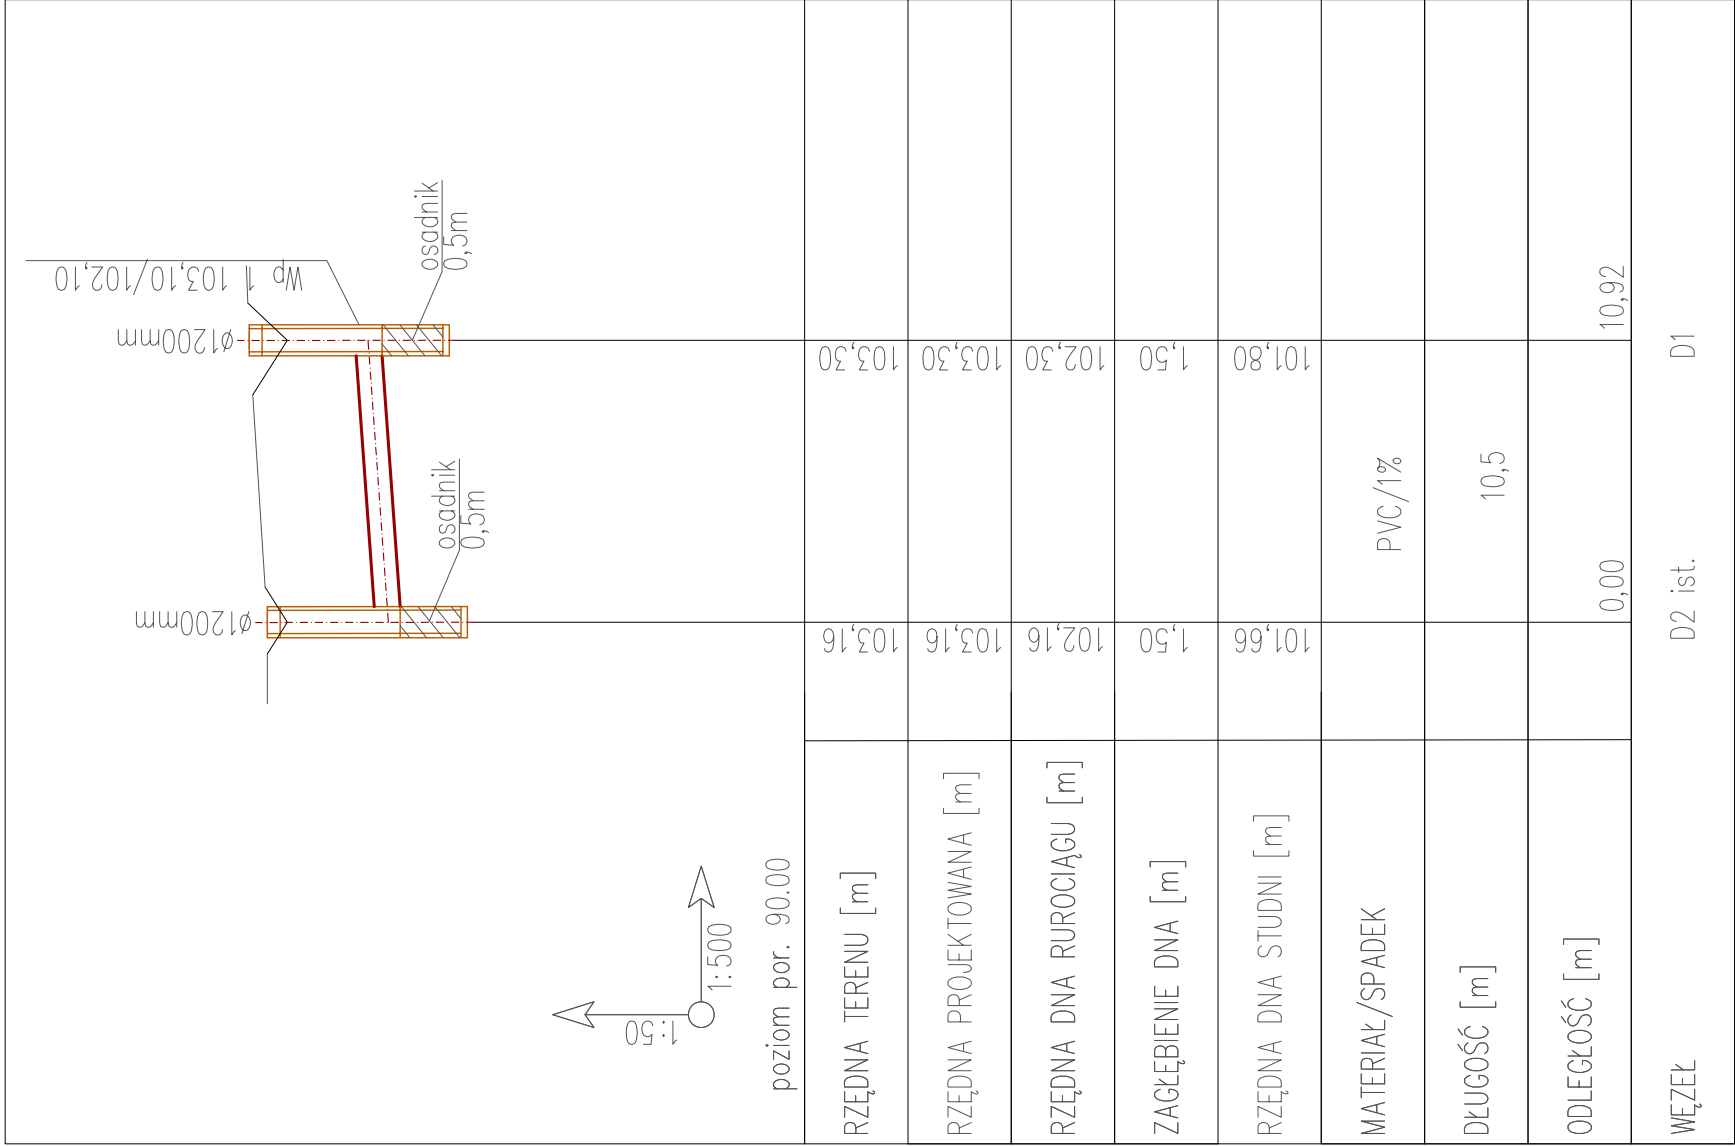 Wp 1 103,10/102,10
ø1200mm
ø1200mm
osadnik
0,5m
osadnik
0,5m
1:50
1:500
poziom por. 90.00
RZĘDNA TERENU [m] 103,16 103,30
RZĘDNA PROJEKTOWANA [m] 103,16 103,30
RZĘDNA DNA RUROCIĄGU [m] 102,16 102,30
ZAGŁĘBIENIE DNA [m] 1,50 1,50
RZĘDNA DNA STUDNI [m] 101,66 101,80
MATERIAŁ/SPADEK PVC/1%
DŁUGOŚĆ [m] 10,5
ODLEGŁOŚĆ [m] 0,00 10,92
WĘZEŁ D2 ist. D1